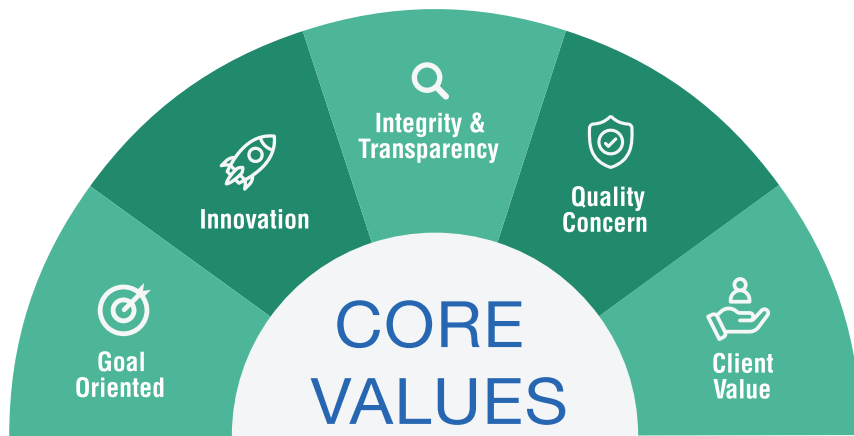 Integrity &
Transparency
Innovation
Quality
Concern
Goal
Oriented
Client
Value
CORE
VALUES